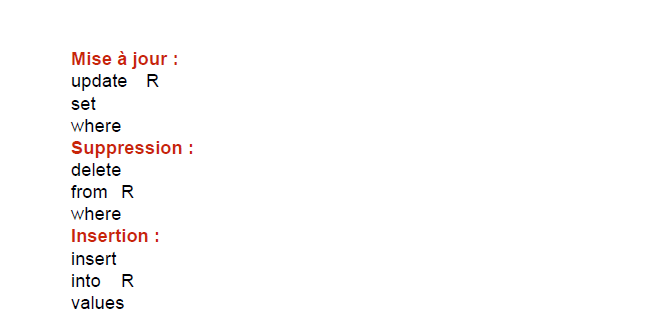 Mise à jour :
update R
set
where
Suppression :
delete
from R
where
Insertion :
insert
into R
values